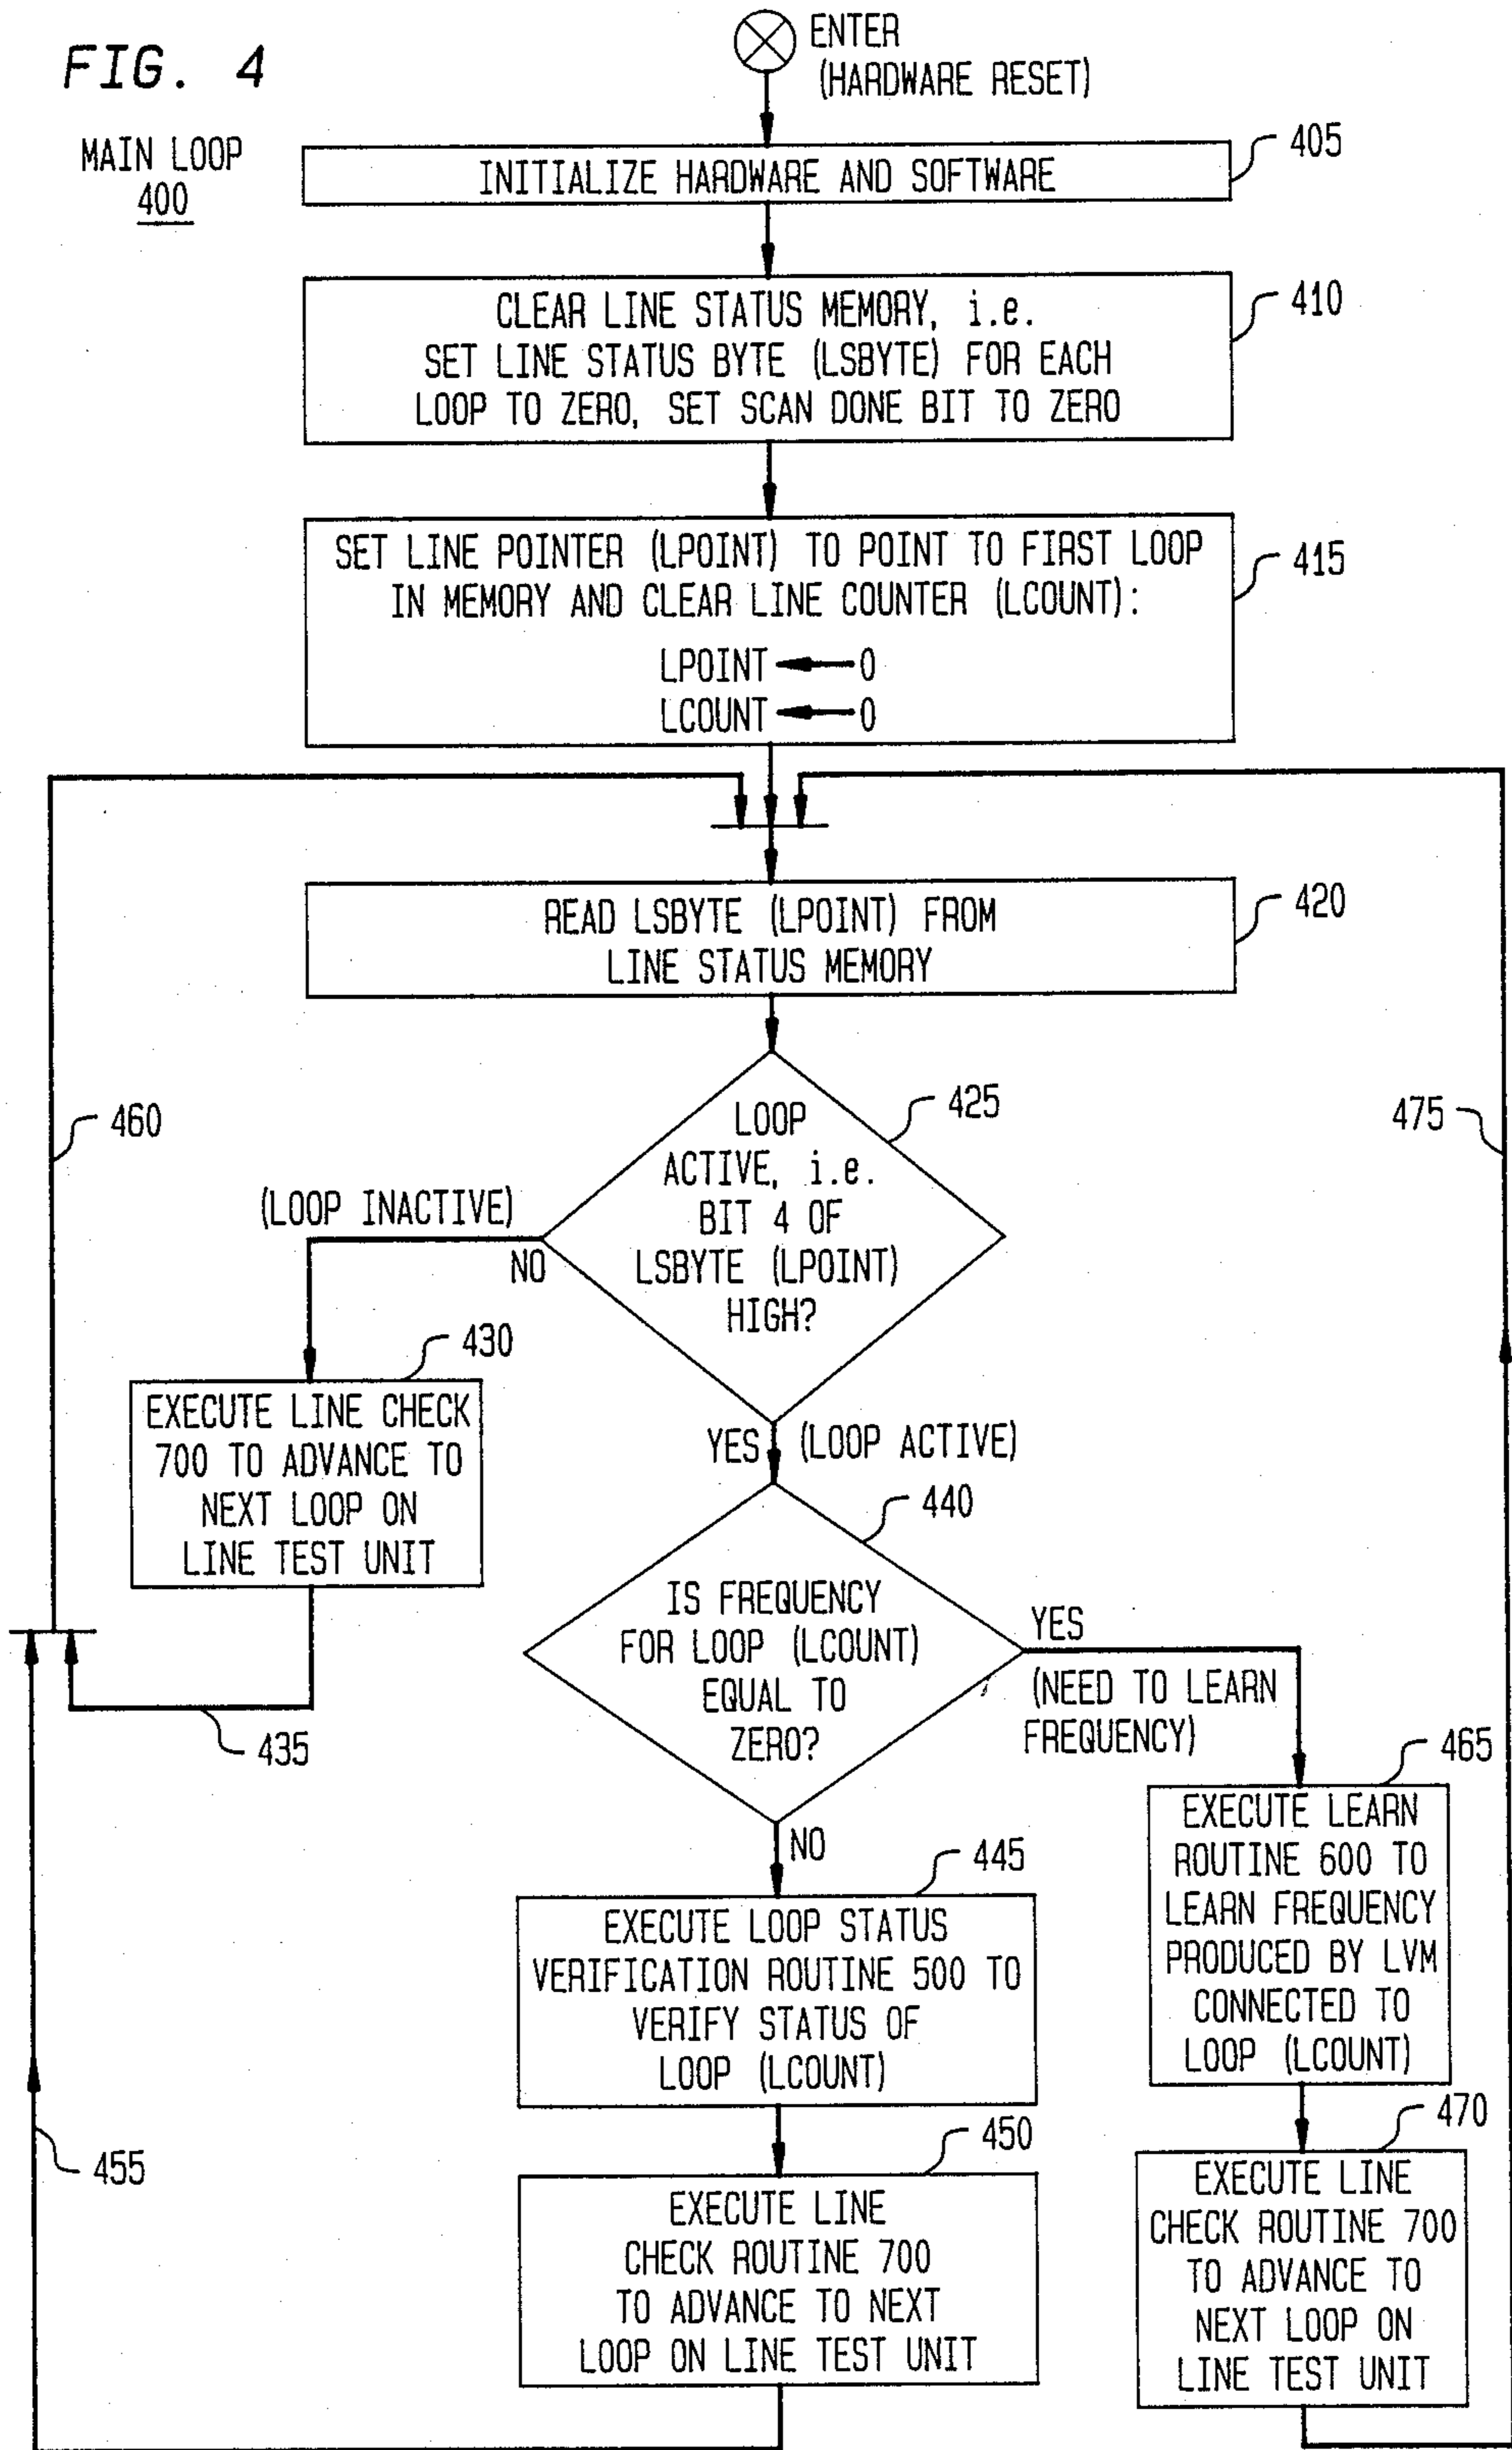 FIG. 4
MAIN LOOP
400
ENTER
(HARDWARE RESET)
INITIALIZE HARDWARE AND SOFTWARE
405
CLEAR LINE STATUS MEMORY, i.e.
SET LINE STATUS BYTE (LSBYTE) FOR EACH
LOOP TO ZERO, SET SCAN DONE BIT TO ZERO
410
SET LINE POINTER (LPOINT) TO POINT TO FIRST LOOP
IN MEMORY AND CLEAR LINE COUNTER (LCOUNT):
LPOINT ← 0
LCOUNT ← 0
415
READ LSBYTE (LPOINT) FROM
LINE STATUS MEMORY
420
460
LOOP
ACTIVE, i.e.
BIT 4 OF
LSBYTE (LPOINT)
HIGH?
425
475
(LOOP INACTIVE)
NO
430
EXECUTE LINE CHECK
700 TO ADVANCE TO
NEXT LOOP ON
LINE TEST UNIT
435
YES (LOOP ACTIVE)
440
IS FREQUENCY
FOR LOOP (LCOUNT)
EQUAL TO
ZERO?
YES
(NEED TO LEARN
FREQUENCY)
465
EXECUTE LEARN
ROUTINE 600 TO
LEARN FREQUENCY
PRODUCED BY LVM
CONNECTED TO
LOOP (LCOUNT)
NO
445
EXECUTE LOOP STATUS
VERIFICATION ROUTINE 500 TO
VERIFY STATUS OF
LOOP (LCOUNT)
455
450
EXECUTE LINE
CHECK ROUTINE 700
TO ADVANCE TO NEXT
LOOP ON LINE TEST UNIT
470
EXECUTE LINE
CHECK ROUTINE 700
TO ADVANCE TO
NEXT LOOP ON
LINE TEST UNIT